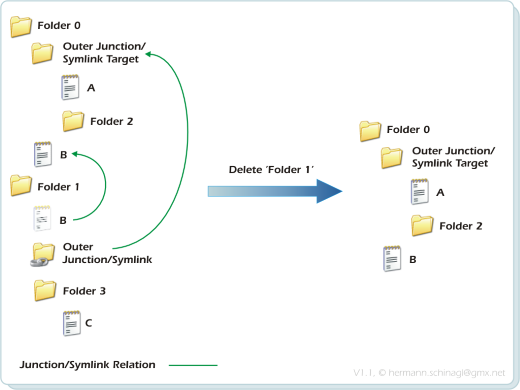 Folder 0
Outer Junction/
Symlink Target
A
Folder 2
B
Folder 1
B
Outer
Junction/Symlink
Folder 3
C
Delete 'Folder 1'
Folder 0
Outer Junction/
Symlink Target
A
Folder 2
B
Junction/Symlink Relation
V1.1. © hermann.schinagl@gmx.net